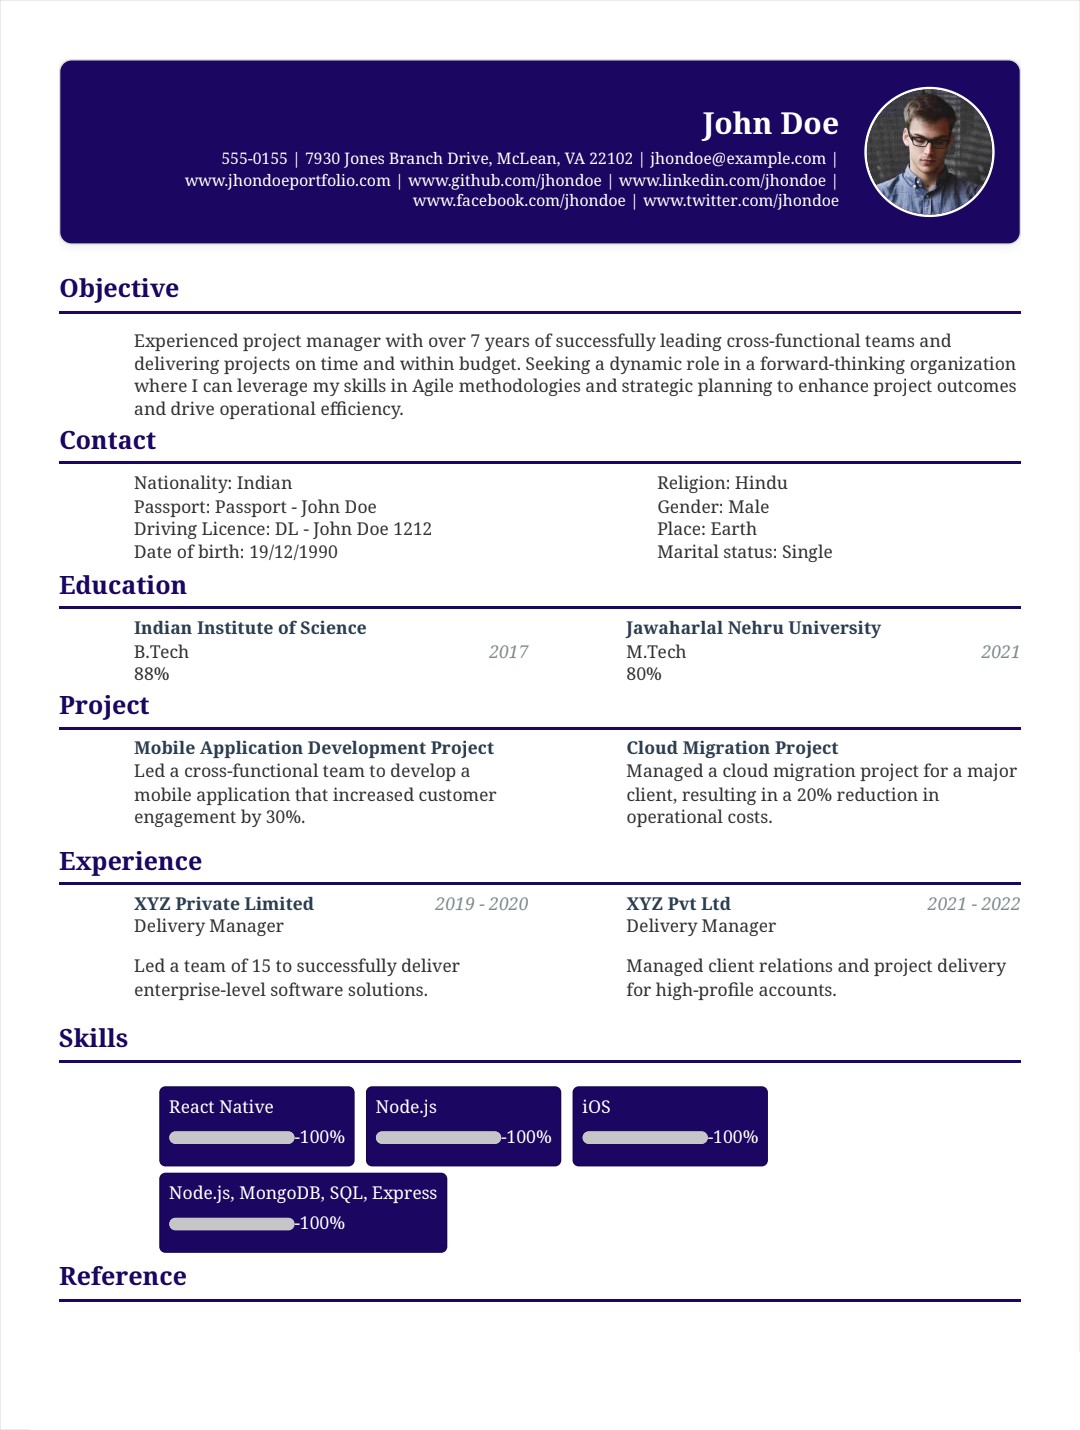 John Doe
555-0155 | 7930 Jones Branch Drive, McLean, VA 22102 | jhondoe@example.com |
www.jhondoeportfolio.com | www.github.com/jhondoe | www.linkedin.com/jhondoe |
www.facebook.com/jhondoe | www.twitter.com/jhondoe
Objective
Experienced project manager with over 7 years of successfully leading cross-functional teams and
delivering projects on time and within budget. Seeking a dynamic role in a forward-thinking organization
where I can leverage my skills in Agile methodologies and strategic planning to enhance project outcomes
and drive operational efficiency.
Contact
Nationality: Indian
Passport: Passport - John Doe
Driving Licence: DL - John Doe 1212
Date of birth: 19/12/1990
Religion: Hindu
Gender: Male
Place: Earth
Marital status: Single
Education
Indian Institute of Science
B.Tech 2017
88%
Jawaharlal Nehru University
M.Tech 2021
80%
Project
Mobile Application Development Project
Led a cross-functional team to develop a
mobile application that increased customer
engagement by 30%.
Cloud Migration Project
Managed a cloud migration project for a major
client, resulting in a 20% reduction in
operational costs.
Experience
XYZ Private Limited 2019 - 2020
Delivery Manager
Led a team of 15 to successfully deliver
enterprise-level software solutions.
XYZ Pvt Ltd 2021 - 2022
Delivery Manager
Managed client relations and project delivery
for high-profile accounts.
Skills
React Native
-100%
Node.js
-100%
iOS
-100%
Node.js, MongoDB, SQL, Express
-100%
Reference